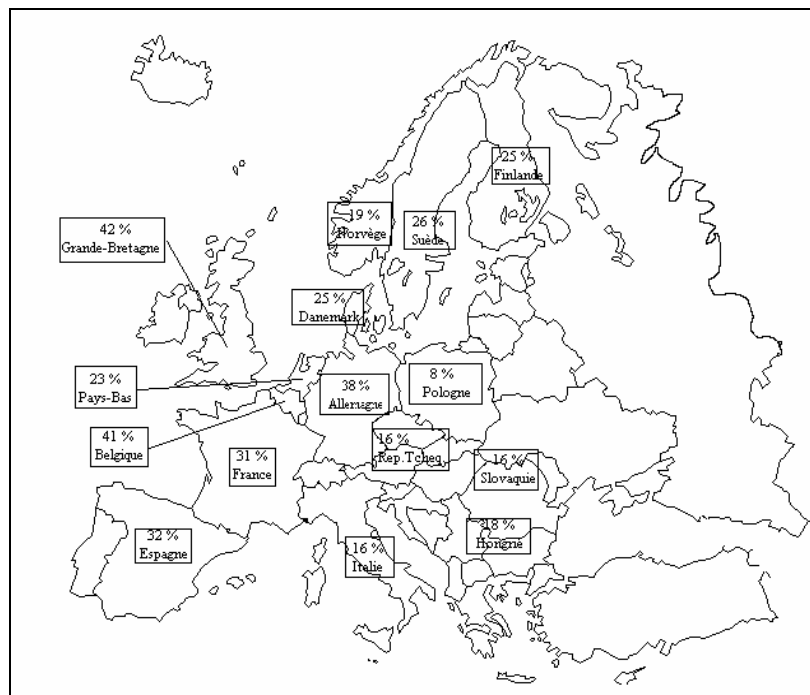 25 %
Finlande
19 %
Norvège
26 %
Suède
42 %
Grande-Bretagne
25 %
Danemark
23 %
Pays-Bas
38 %
Allemagne
8 %
Pologne
41 %
Belgique
16 %
Rep.Tcheq
31 %
France
16 %
Slovaquie
32 %
Espagne
18 %
Hongrie
16 %
Italie